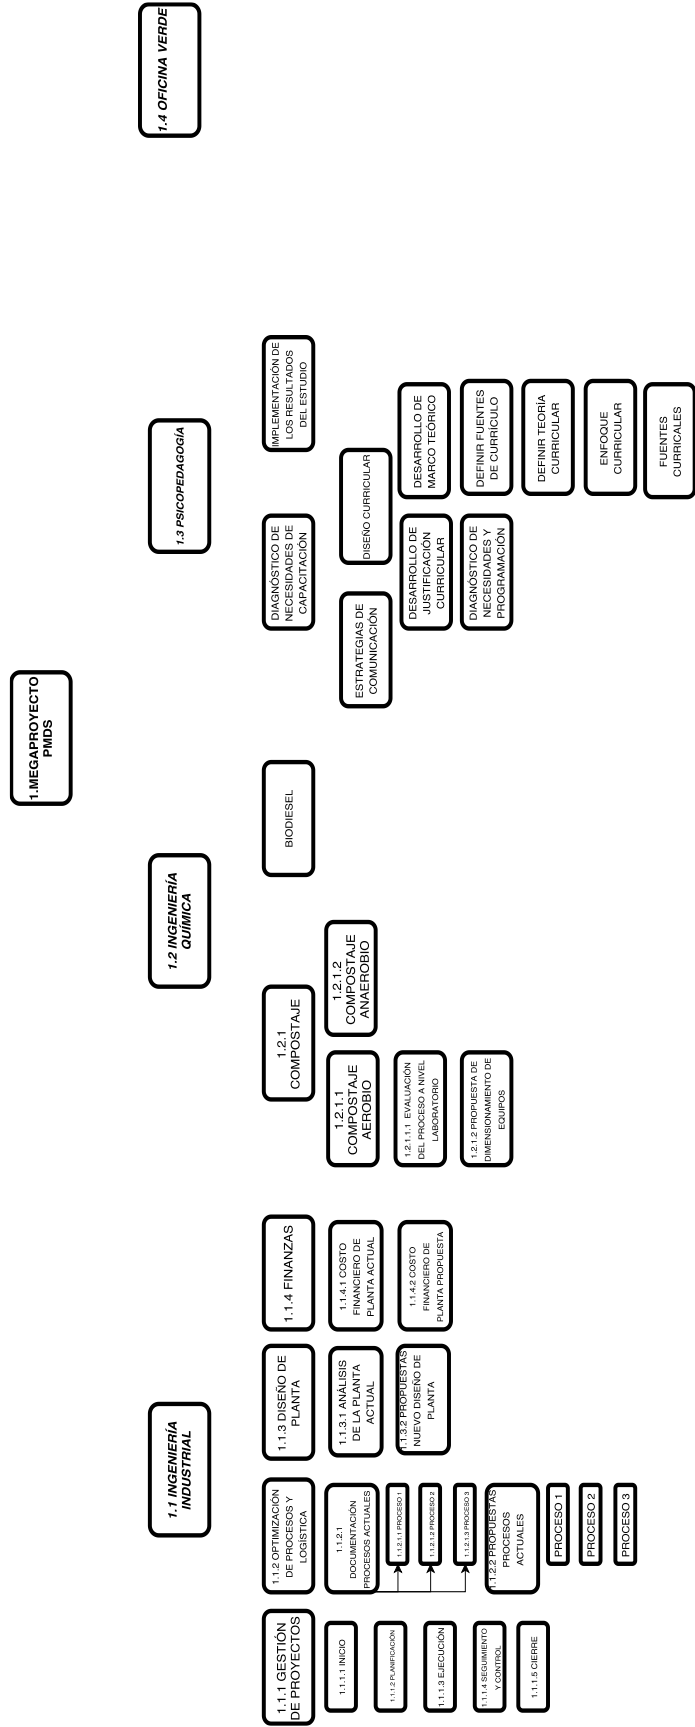 1.MEGAPROYECTO
PMDS
1.1 INGENIERÍA
INDUSTRIAL
1.2 INGENIERÍA
QUÍMICA
1.3 PSICOPEDAGOGÍA
1.4 OFICINA VERDE
1.1.1 GESTIÓN
DE PROYECTOS
1.1.1.1 INICIO
1.1.1.2 PLANIFICACIÓN
1.1.1.3 EJECUCIÓN
1.1.1.4 SEGUIMIENTO
Y CONTROL
1.1.1.5 CIERRE
1.1.2 OPTIMIZACIÓN
DE PROCESOS Y
LOGÍSTICA
1.1.2.1
DOCUMENTACIÓN
PROCESOS ACTUALES
1.1.2.1.1 PROCESO 1
1.1.2.1.2 PROCESO 2
1.1.2.1.3 PROCESO 3
1.1.2.2 PROPUESTAS
PROCESOS
ACTUALES
PROCESO 1
PROCESO 2
PROCESO 3
1.1.3 DISEÑO DE
PLANTA
1.1.3.1 ANÁLISIS
DE LA PLANTA
ACTUAL
1.1.3.2 PROPUESTAS
NUEVO DISEÑO DE
PLANTA
1.1.4 FINANZAS
1.1.4.1 COSTO
FINANCIERO DE
PLANTA ACTUAL
1.1.4.2 COSTO
FINANCIERO DE
PLANTA PROPUESTA
1.2.1
COMPOSTAJE
1.2.1.1
COMPOSTAJE
AEROBIO
1.2.1.1.1 EVALUACIÓN
DEL PROCESO A NIVEL
LABORATORIO
1.2.1.1.2 PROPUESTA DE
DIMENSIONAMIENTO DE
EQUIPOS
1.2.1.2
COMPOSTAJE
ANAEROBIO
BIODIESEL
DIAGNÓSTICO DE
NECESIDADES DE
CAPACITACIÓN
IMPLEMENTACIÓN DE
LOS RESULTADOS
DEL ESTUDIO
ESTRATEGIAS DE
COMUNICACIÓN
DISEÑO CURRICULAR
DESARROLLO DE
JUSTIFICACIÓN
CURRICULAR
DIAGNÓSTICO DE
NECESIDADES Y
PROGRAMACIÓN
DESARROLLO DE
MARCO TEÓRICO
DEFINIR FUENTES
DE CURRÍCULO
DEFINIR TEORÍA
CURRICULAR
ENFOQUE
CURRICULAR
FUENTES
CURRICALES